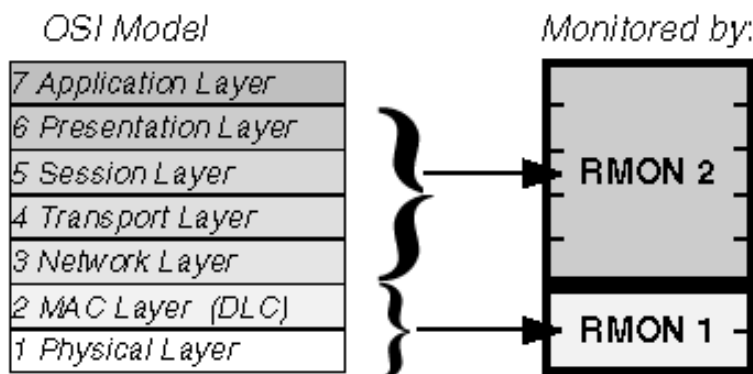 OSI Model
Monitored by:
7 Application Layer
6 Presentation Layer
5 Session Layer
4 Transport Layer
3 Network Layer
2 MAC Layer (DLC)
1 Physical Layer
RMON 2
RMON 1